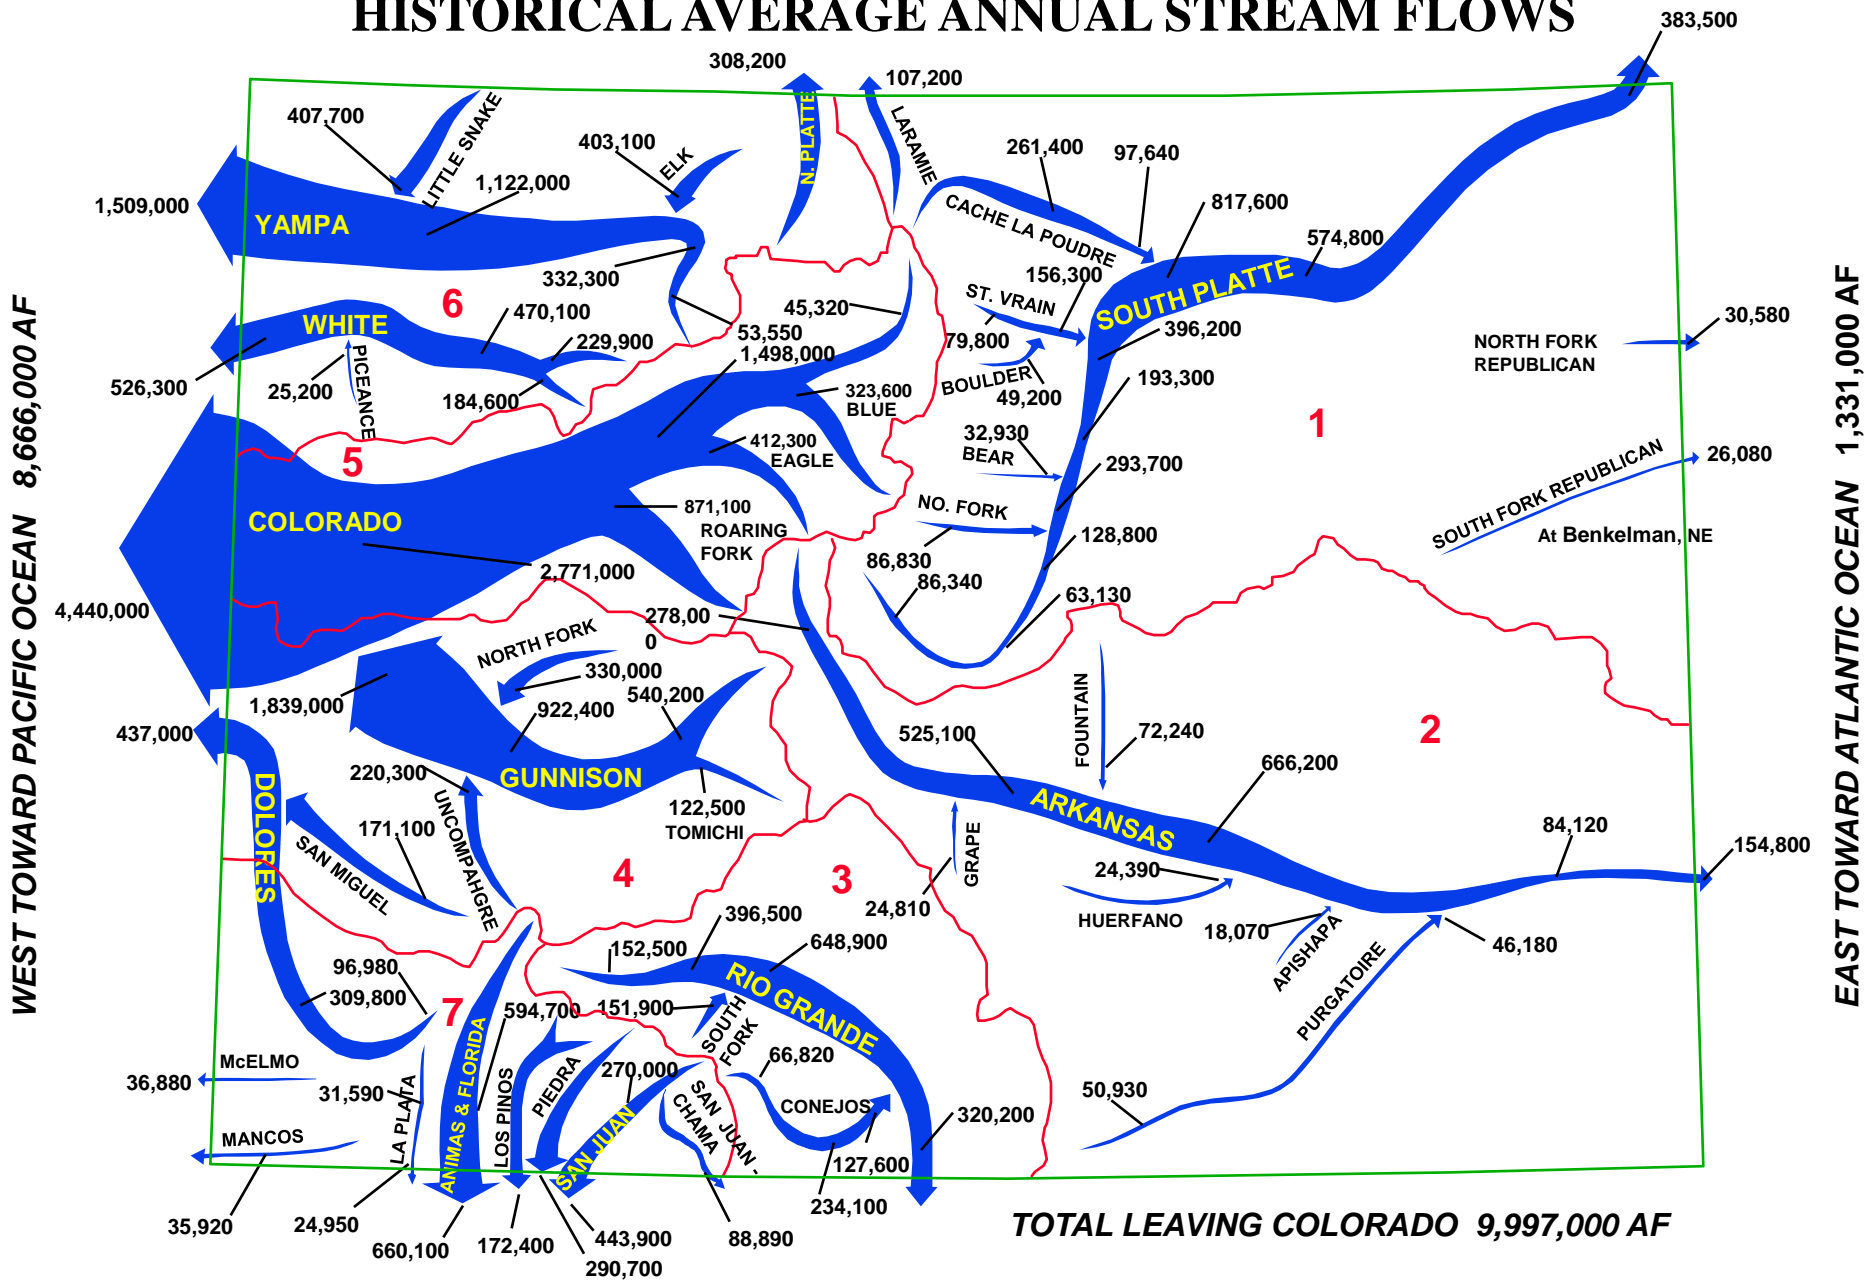 HISTORICAL AVERAGE ANNUAL STREAM FLOWS
383,500
308,200
107,200
407,700
LITTLE SNAKE
403,100
ELK
N. PLATTE
LARAMIE
261,400
97,640
1,122,000
1,509,000
YAMPA
CACHE LA POUDRE
817,600
574,800
332,300
156,300
ST. VRAIN
SOUTH PLATTE
6
470,100
45,320
WHITE
53,550
229,900
1,498,000
79,800
396,200
30,580
NORTH FORK
REPUBLICAN
PICEANCE
526,300
25,200
184,600
323,600
BLUE
BOULDER
49,200
193,300
1
5
412,300
EAGLE
32,930
BEAR
293,700
SOUTH FORK REPUBLICAN
26,080
COLORADO
871,100
ROARING
FORK
NO. FORK
128,800
At Benkelman, NE
2,771,000
86,830
86,340
63,130
4,440,000
278,00
0
NORTH FORK
330,000
540,200
1,839,000
922,400
437,000
525,100
FOUNTAIN
72,240
2
666,200
220,300
GUNNISON
DOLORES
UNCOMPAHGRE
122,500
TOMICHI
ARKANSAS
84,120
154,800
171,100
SAN MIGUEL
4
3
GRAPE
24,390
24,810
HUERFANO
18,070
APISHAPA
46,180
396,500
648,900
152,500
96,980
309,800
7
594,700
151,900
RIO GRANDE
SOUTH
FORK
PURGATOIRE
McELMO
36,880
31,590
LA PLATA
ANIMAS & FLORIDA
LOS PINOS
PIEDRA
270,000
SAN JUAN
SAN JUAN -
CHAMA
66,820
CONEJOS
50,930
320,200
MANCOS
127,600
234,100
35,920
24,950
660,100
172,400
443,900
290,700
88,890
TOTAL LEAVING COLORADO 9,997,000 AF
WEST TOWARD PACIFIC OCEAN 8,666,000 AF
EAST TOWARD ATLANTIC OCEAN 1,331,000 AF